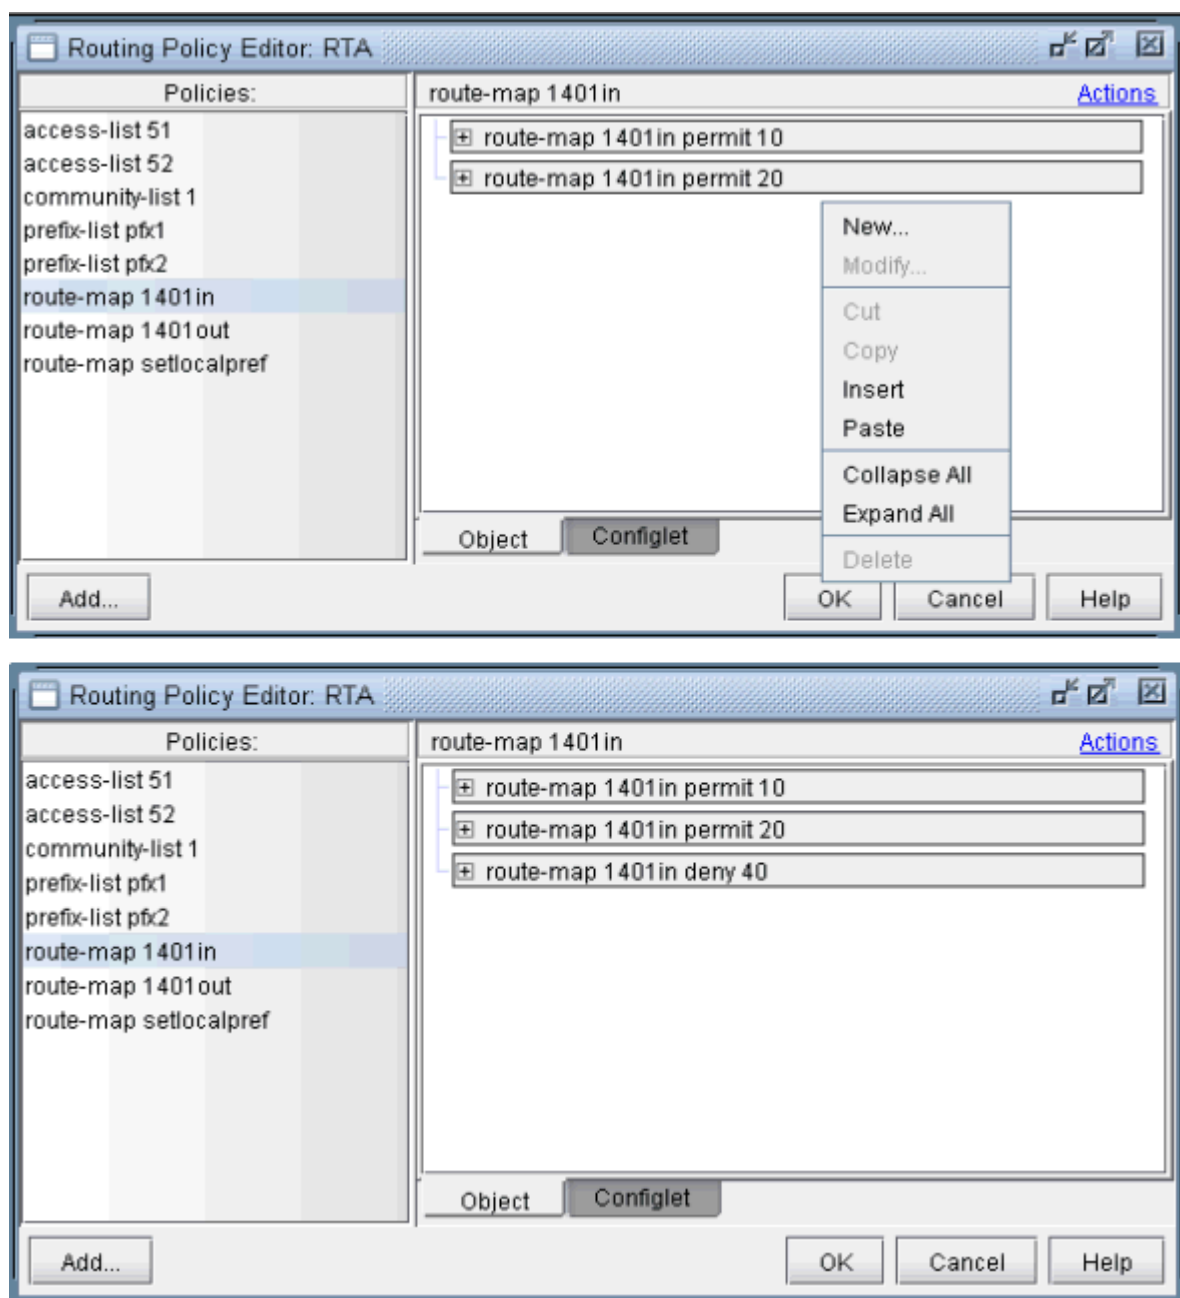 Routing Policy Editor: RTA
Policies:
route-map 1401in
Actions
access-list 51
access-list 52
community-list 1
prefix-list pfx1
prefix-list pfx2
route-map 1401in
route-map 1401out
route-map setlocalpref
route-map 1401in permit 10
route-map 1401in permit 20
New...
Modify...
Cut
Copy
Insert
Paste
Collapse All
Expand All
Delete
Object
Configlet
Add...
OK
Cancel
Help
Routing Policy Editor: RTA
Policies:
route-map 1401in
Actions
access-list 51
access-list 52
community-list 1
prefix-list pfx1
prefix-list pfx2
route-map 1401in
route-map 1401out
route-map setlocalpref
route-map 1401in permit 10
route-map 1401in permit 20
route-map 1401in deny 40
Object
Configlet
Add...
OK
Cancel
Help